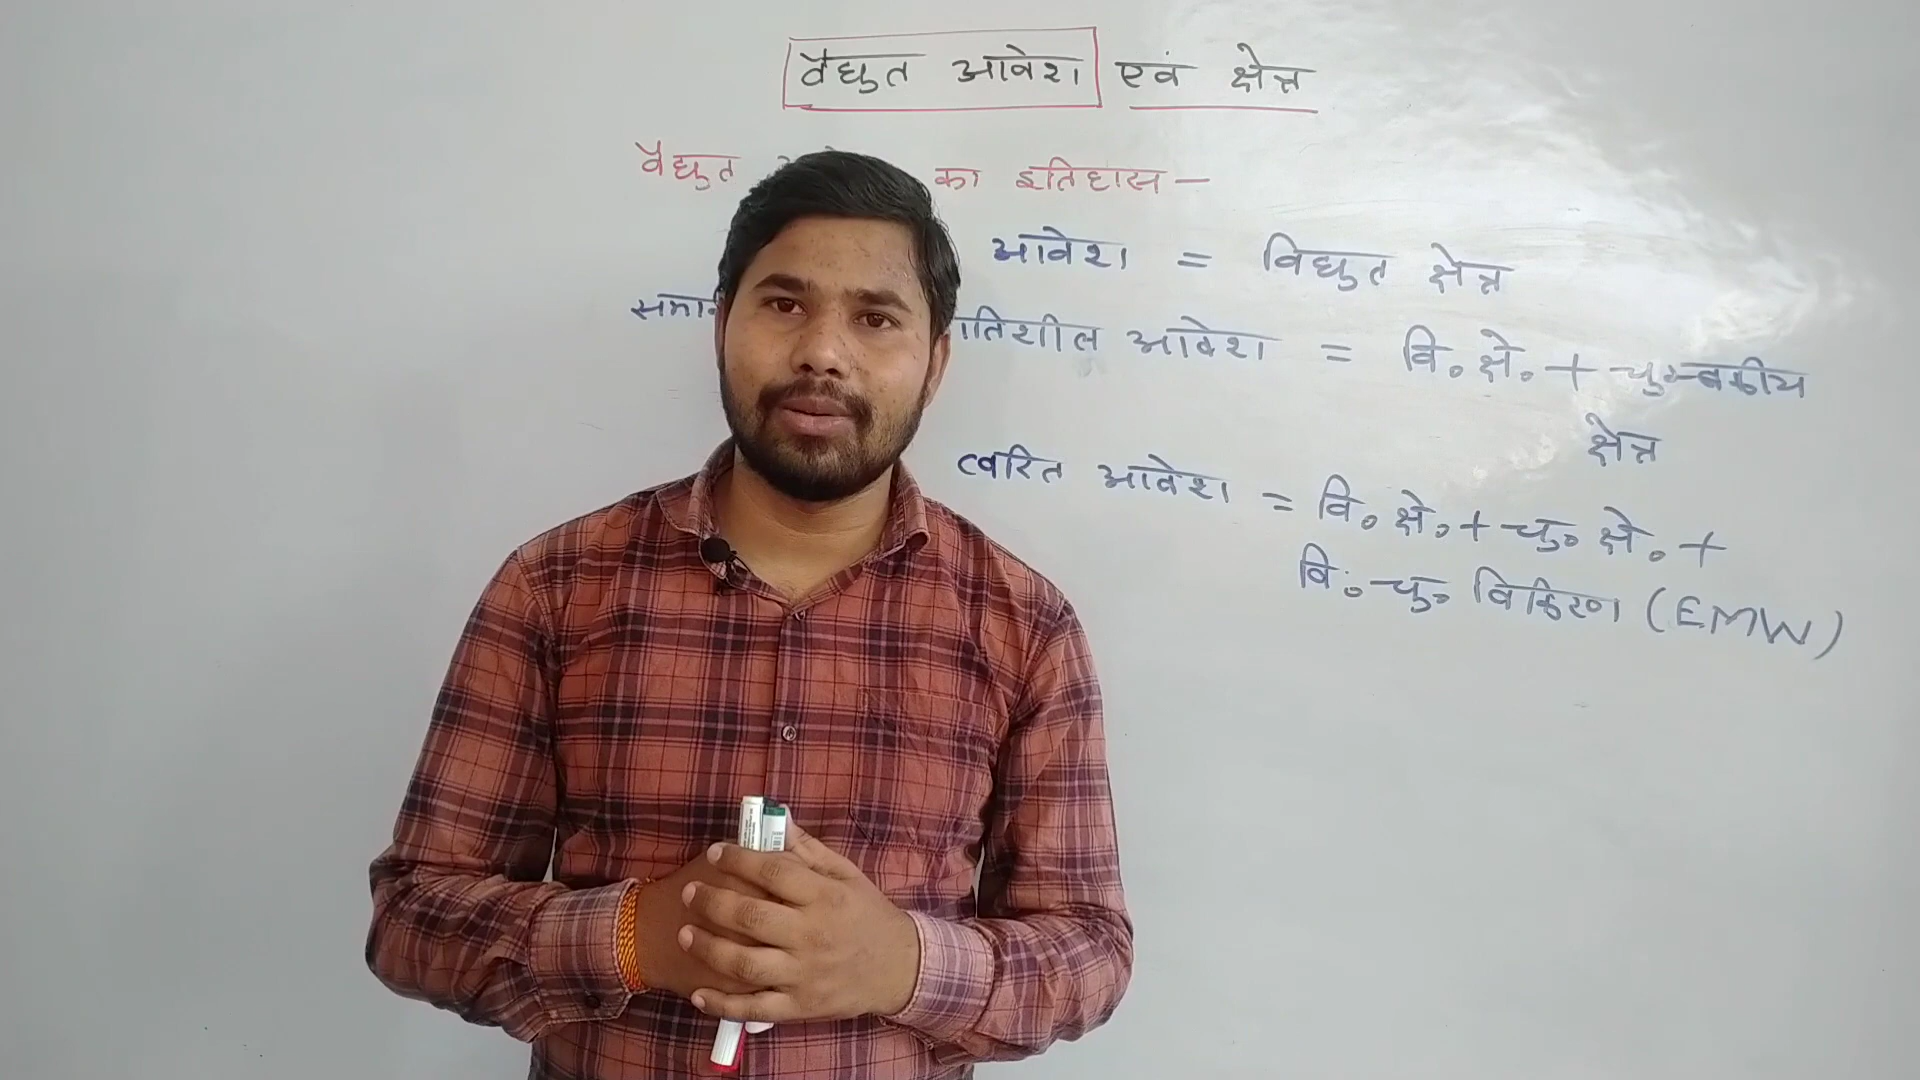 वैद्युत आवेश एवं क्षेत्र
वैद्युत का इतिहास –
आवेश = विद्युत क्षेत्र
गतिशील आवेश = वि॰ क्षे॰ + चुम्बकीय
क्षेत्र
त्वरित आवेश = वि॰ क्षे॰ + चु॰ क्षे॰ +
वि॰ चु॰ विकिरण (EMW)